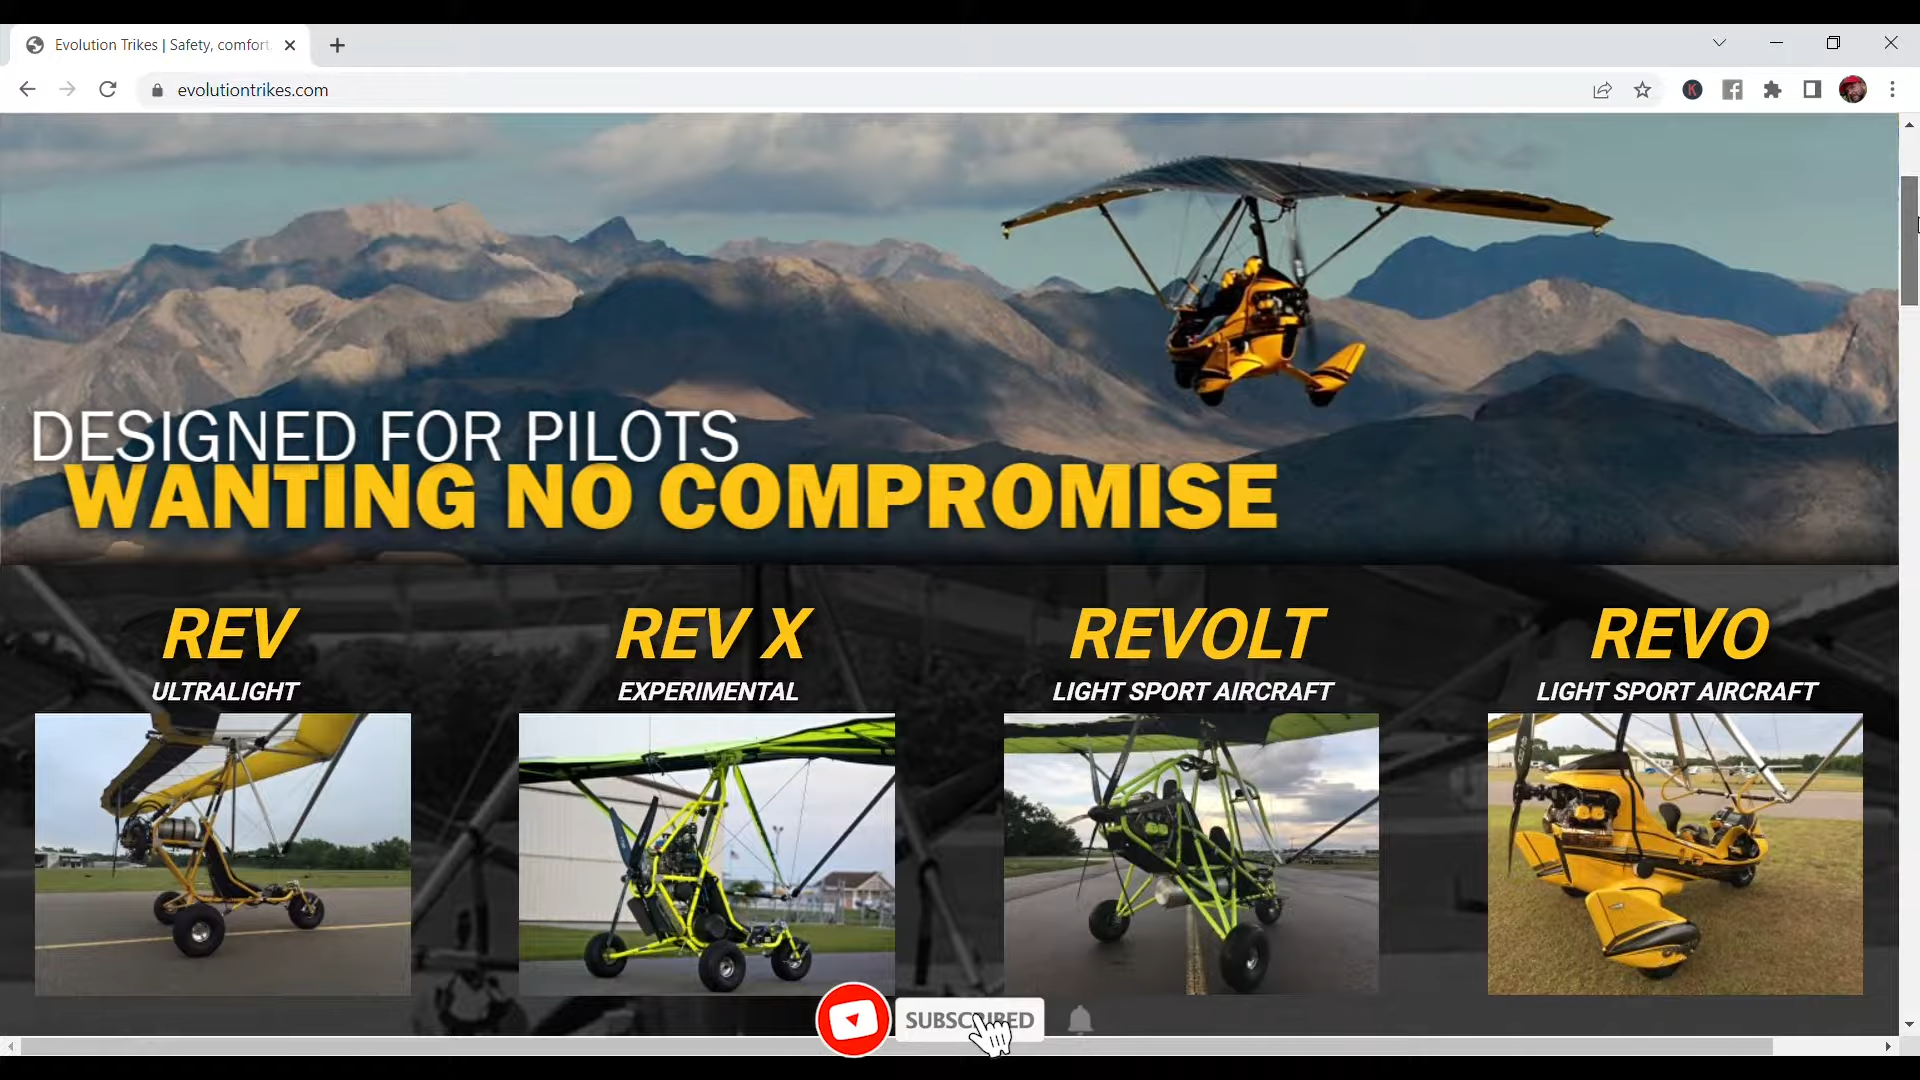 Evolution Trikes | Safety, comfort
evolutiontrikes.com
K
DESIGNED FOR PILOTS
WANTING NO COMPROMISE
REV
REV X
REVOLT
REVO
ULTRALIGHT
EXPERIMENTAL
LIGHT SPORT AIRCRAFT
LIGHT SPORT AIRCRAFT
SUBSCRIBED